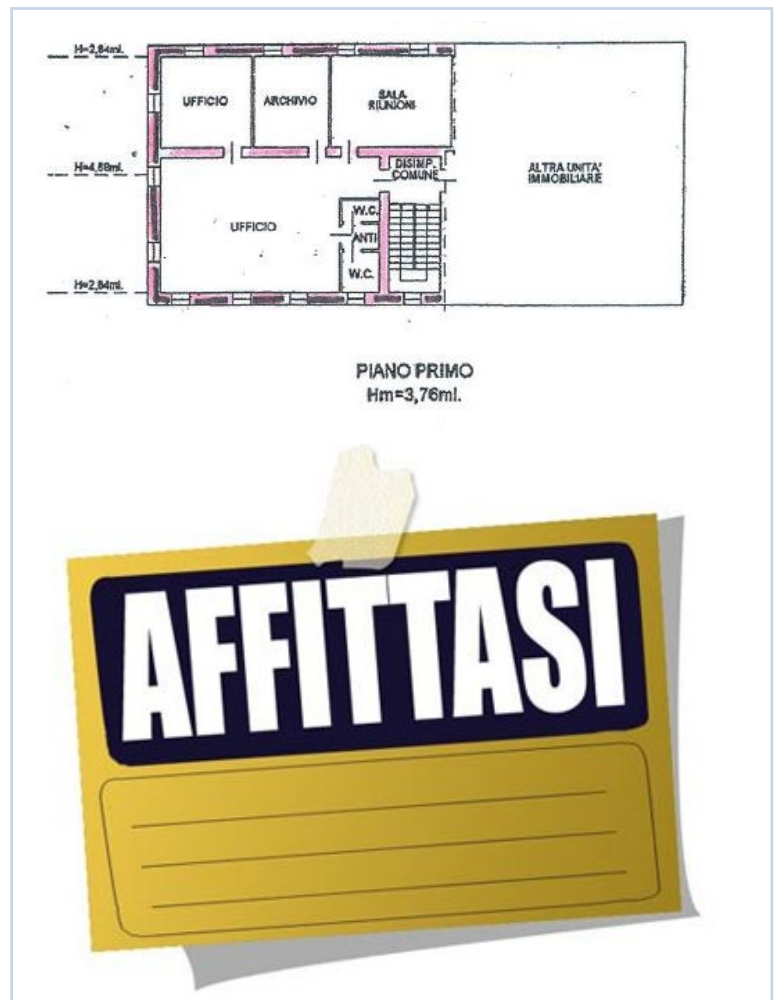 H=2,84ml.
UFFICIO
ARCHIVIO
SALA
RIUNIONI
H=4,68ml.
DISIMP.
COMUNE
ALTRA UNITA'
IMMOBILIARE
UFFICIO
W.C.
ANTI
W.C.
H=2,84ml.
PIANO PRIMO
Hm=3,76ml.
AFFITTASI